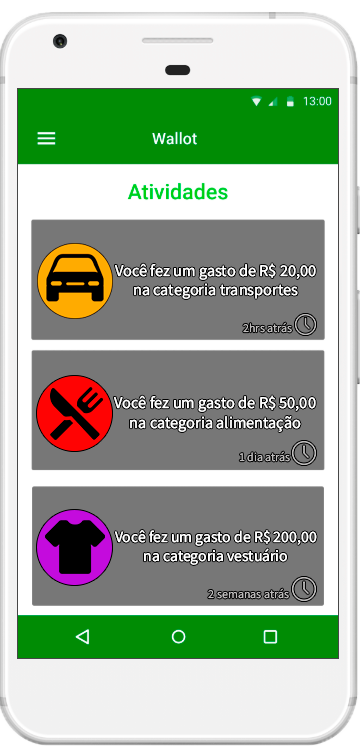 13:00
Wallot
Atividades
Você fez um gasto de R$ 20,00
na categoria transportes
2hrs atrás
Você fez um gasto de R$ 50,00
na categoria alimentação
1 dia atrás
Você fez um gasto de R$ 200,00
na categoria vestuário
2 semanas atrás